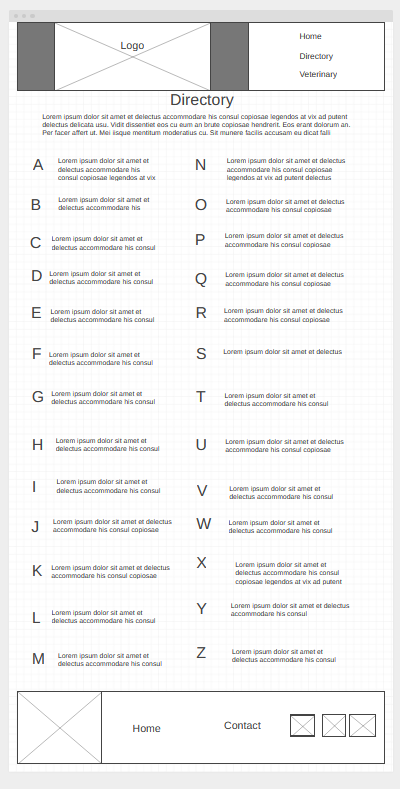 Logo
Home
Directory
Veterinary
Directory
Lorem ipsum dolor sit amet et delectus accommodare his consul copiosae legendos at vix ad putent
delectus delicata usu. Vidit dissentiet eos cu eum an brute copiosae hendrerit. Eos erant dolorum an.
Per facer affert ut. Mei iisque mentitum moderatius cu. Sit munere facilis accusam eu dicat falli
A
Lorem ipsum dolor sit amet et
delectus accommodare his
consul copiosae legendos at vix
B
Lorem ipsum dolor sit amet et
delectus accommodare his
C
Lorem ipsum dolor sit amet et
delectus accommodare his consul
D
Lorem ipsum dolor sit amet et
delectus accommodare his consul
E
Lorem ipsum dolor sit amet et
delectus accommodare his consul
F
Lorem ipsum dolor sit amet et
delectus accommodare his consul
G
Lorem ipsum dolor sit amet et
delectus accommodare his consul
H
Lorem ipsum dolor sit amet et
delectus accommodare his consul
I
Lorem ipsum dolor sit amet et
delectus accommodare his consul
J
Lorem ipsum dolor sit amet et delectus
accommodare his consul copiosae
K
Lorem ipsum dolor sit amet et delectus
accommodare his consul copiosae
L
Lorem ipsum dolor sit amet et
delectus accommodare his consul
M
Lorem ipsum dolor sit amet et
delectus accommodare his consul
N
Lorem ipsum dolor sit amet et delectus
accommodare his consul copiosae
legendos at vix ad putent delectus
O
Lorem ipsum dolor sit amet et delectus
accommodare his consul copiosae
P
Lorem ipsum dolor sit amet et delectus
accommodare his consul copiosae
Q
Lorem ipsum dolor sit amet et delectus
accommodare his consul copiosae
R
Lorem ipsum dolor sit amet et delectus
accommodare his consul copiosae
S
Lorem ipsum dolor sit amet et delectus
T
Lorem ipsum dolor sit amet et
delectus accommodare his consul
U
Lorem ipsum dolor sit amet et delectus
accommodare his consul copiosae
V
Lorem ipsum dolor sit amet et
delectus accommodare his consul
W
Lorem ipsum dolor sit amet et
delectus accommodare his consul
X
Lorem ipsum dolor sit amet et
delectus accommodare his consul
copiosae legendos at vix ad putent
Y
Lorem ipsum dolor sit amet et delectus
accommodare his consul
Z
Lorem ipsum dolor sit amet et
delectus accommodare his consul
Home
Contact